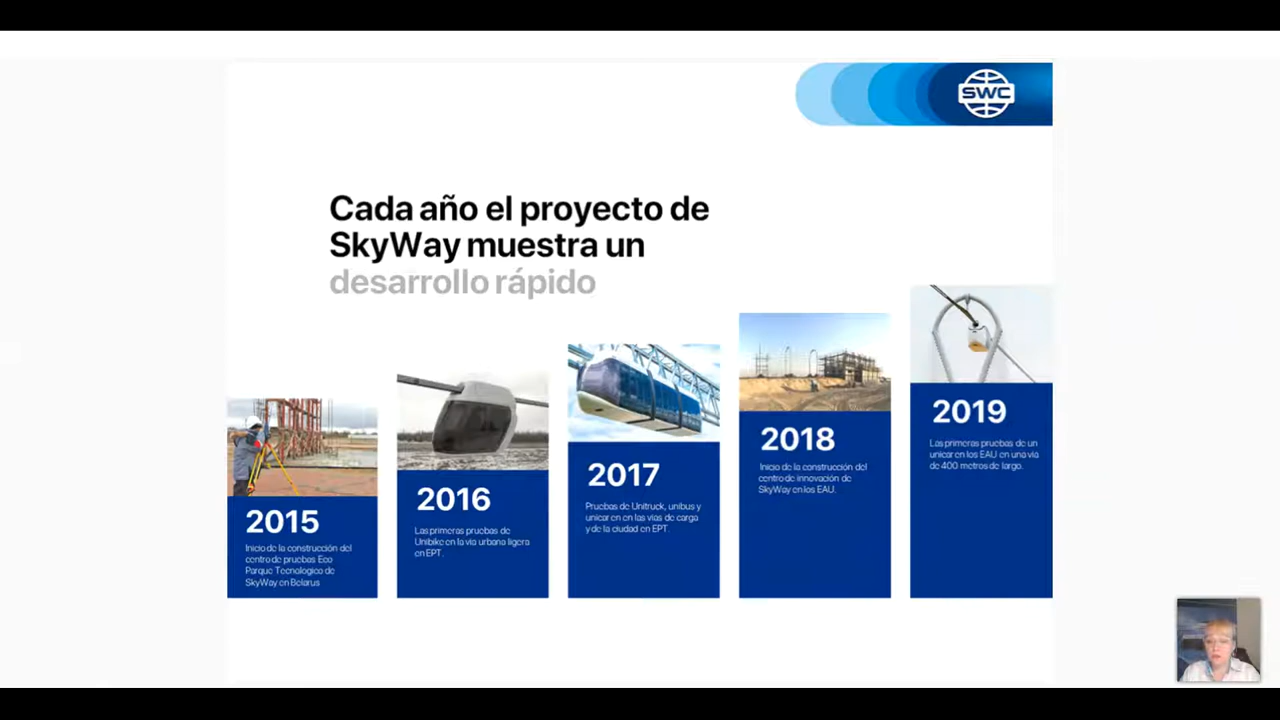 SWC
Cada año el proyecto de
SkyWay muestra un
desarrollo rápido
2015
Inicio de la construcción del
centro de pruebas Eco
Parque Tecnologico de
SkyWay en Belarus
2016
Las primeras pruebas de
Unibike en la via urbana ligera
en EPT.
2017
Pruebas de Unitruck, unibus y
unicar en en las vias de carga
y de la ciudad en EPT.
2018
Inicio de la construcción del
centro de innovación de
SkyWay en los EAU.
2019
Las primeras pruebas de un
unicar en los EAU en una via
de 400 metros de largo.